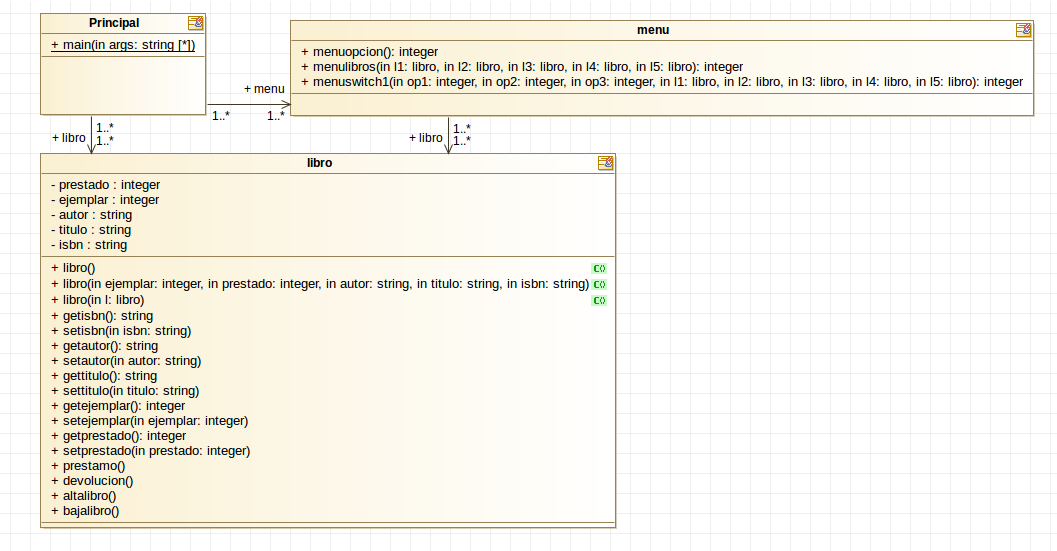 Principal
+ main(in args: string [*])
menu
+ menuopcion(): integer
+ menulibros(in l1: libro, in l2: libro, in l3: libro, in l4: libro, in l5: libro): integer
+ menuswitch1(in op1: integer, in op2: integer, in op3: integer, in l1: libro, in l2: libro, in l3: libro, in l4: libro, in l5: libro): integer
+ menu
1..*
1..*
+ libro
1..*
1..*
+ libro
1..*
1..*
libro
- prestado : integer
- ejemplar : integer
- autor : string
- titulo : string
- isbn : string
+ libro()
+ libro(in ejemplar: integer, in prestado: integer, in autor: string, in titulo: string, in isbn: string)
+ libro(in l: libro)
+ getisbn(): string
+ setisbn(in isbn: string)
+ getautor(): string
+ setautor(in autor: string)
+ gettitulo(): string
+ settitulo(in titulo: string)
+ getejemplar(): integer
+ setejemplar(in ejemplar: integer)
+ getprestado(): integer
+ setprestado(in prestado: integer)
+ prestamo()
+ devolucion()
+ altalibro()
+ bajalibro()